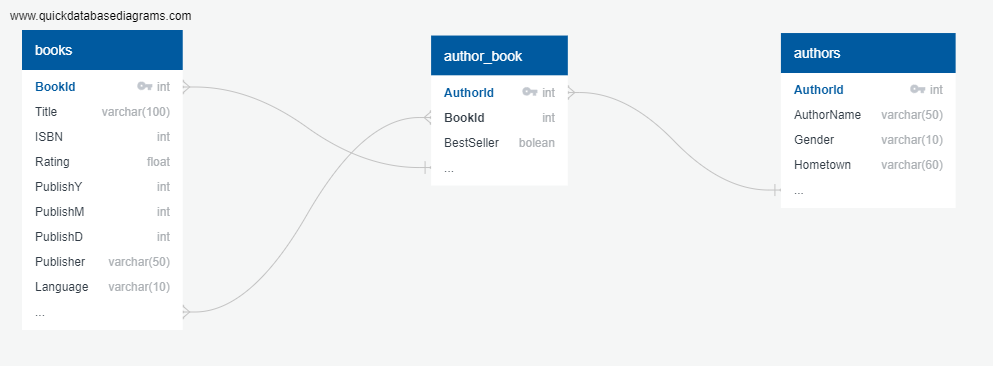 www.quickdatabasediagrams.com
books
BookId int
Title varchar(100)
ISBN int
Rating float
PublishY int
PublishM int
PublishD int
Publisher varchar(50)
Language varchar(10)
...
author_book
AuthorId int
BookId int
BestSeller bolean
...
authors
AuthorId int
AuthorName varchar(50)
Gender varchar(10)
Hometown varchar(60)
...